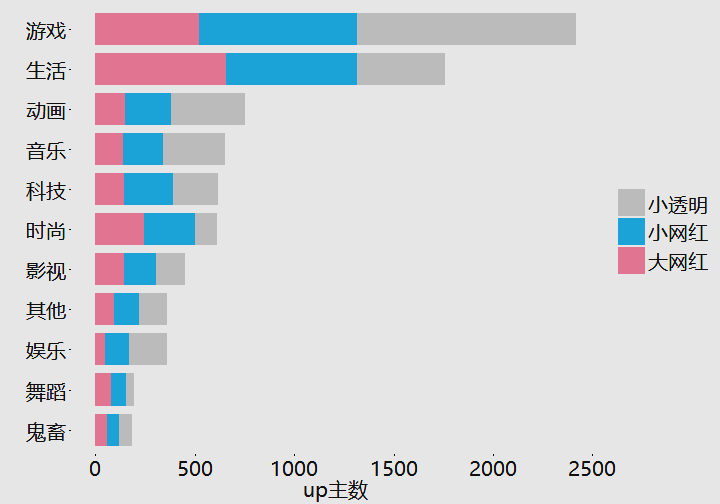 游戏
生活
动画
音乐
科技
时尚
影视
其他
娱乐
舞蹈
鬼畜
小透明
小网红
大网红
0 500 1000 1500 2000 2500
up主数